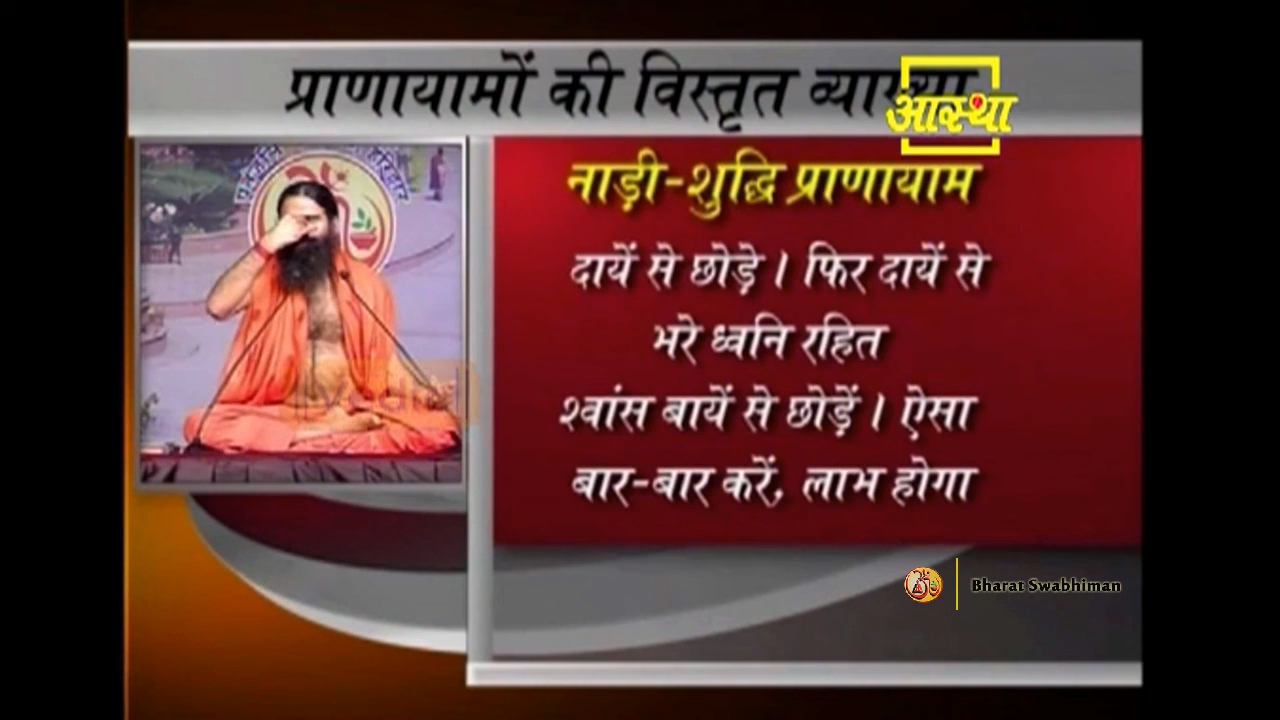 प्राणायामों की विस्तृत व्याख्या
आस्था
नाड़ी-शुद्धि प्राणायाम
दायें से छोड़े । फिर दायें से
भरे ध्वनि रहित
श्वांस बायें से छोड़ें । ऐसा
बार-बार करें, लाभ होगा
Bharat Swabhiman